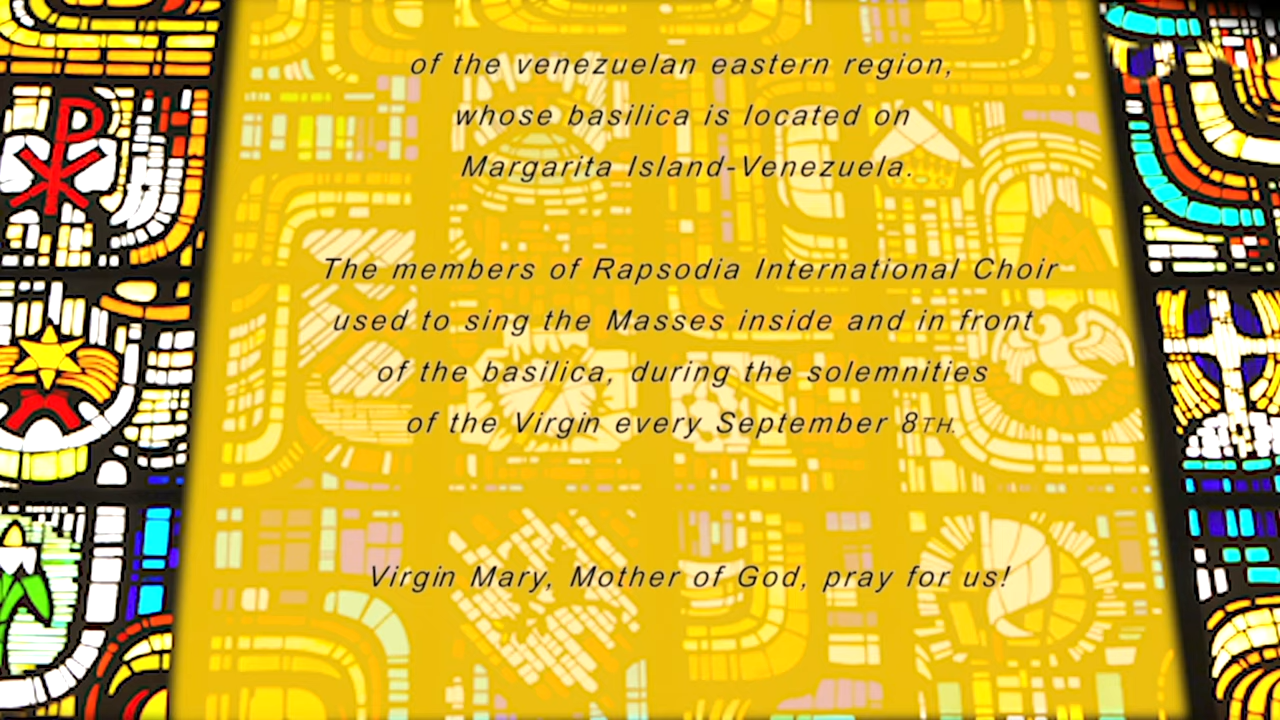 of the venezuelan eastern region,
whose basilica is located on
Margarita Island-Venezuela.
The members of Rapsodia International Choir
used to sing the Masses inside and in front
of the basilica, during the solemnities
of the Virgin every September 8TH.
Virgin Mary, Mother of God, pray for us!